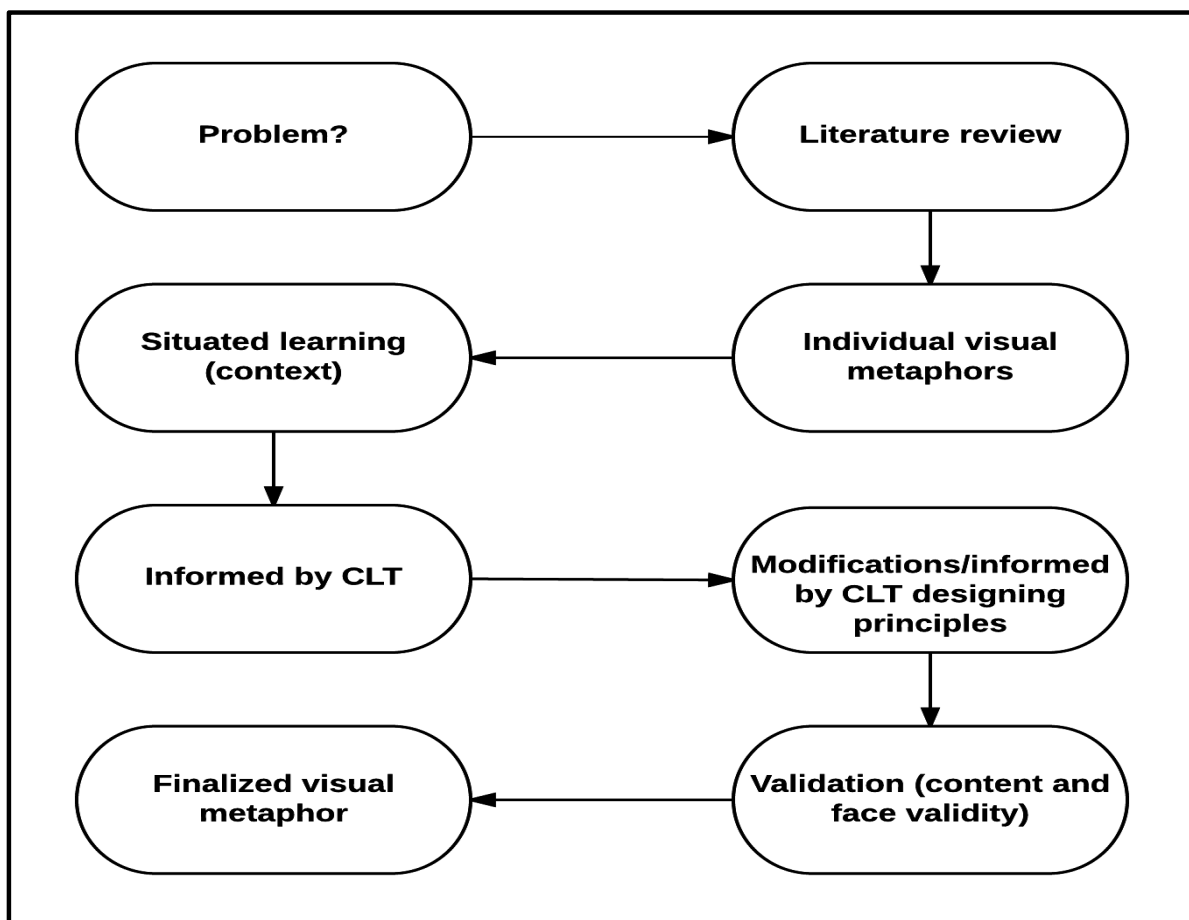 Problem?
Literature review
Individual visual
metaphors
Situated learning
(context)
Informed by CLT
Modifications/informed
by CLT designing
principles
Validation (content and
face validity)
Finalized visual
metaphor